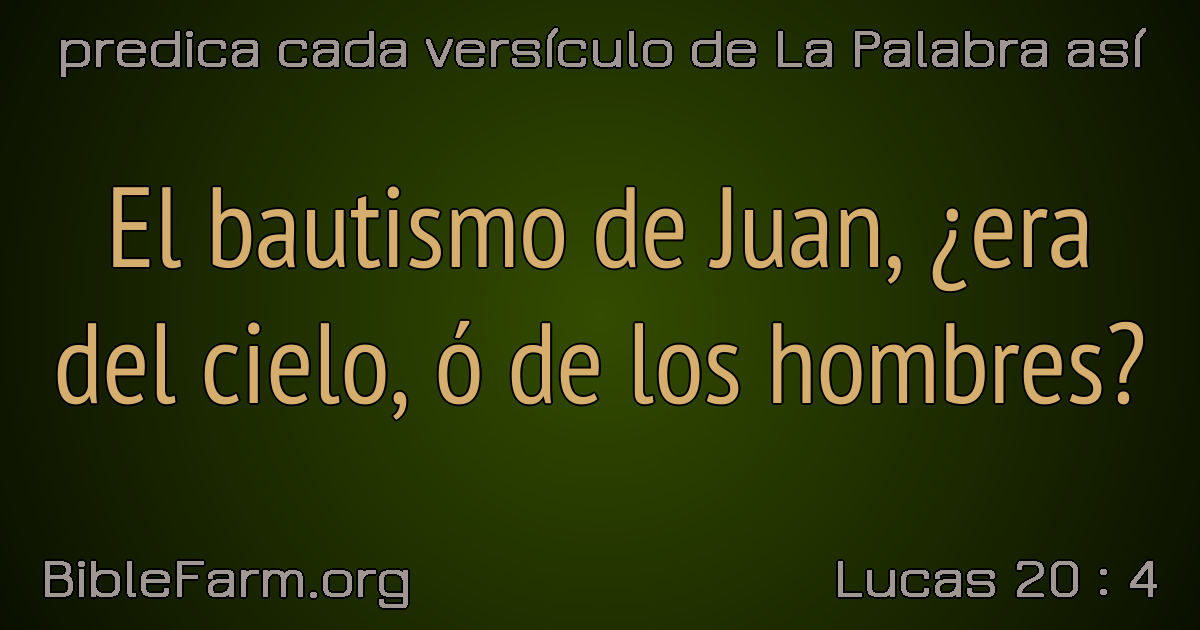 predica cada versículo de La Palabra así
El bautismo de Juan, ¿era
del cielo, ó de los hombres?
BibleFarm.org
Lucas 20 : 4